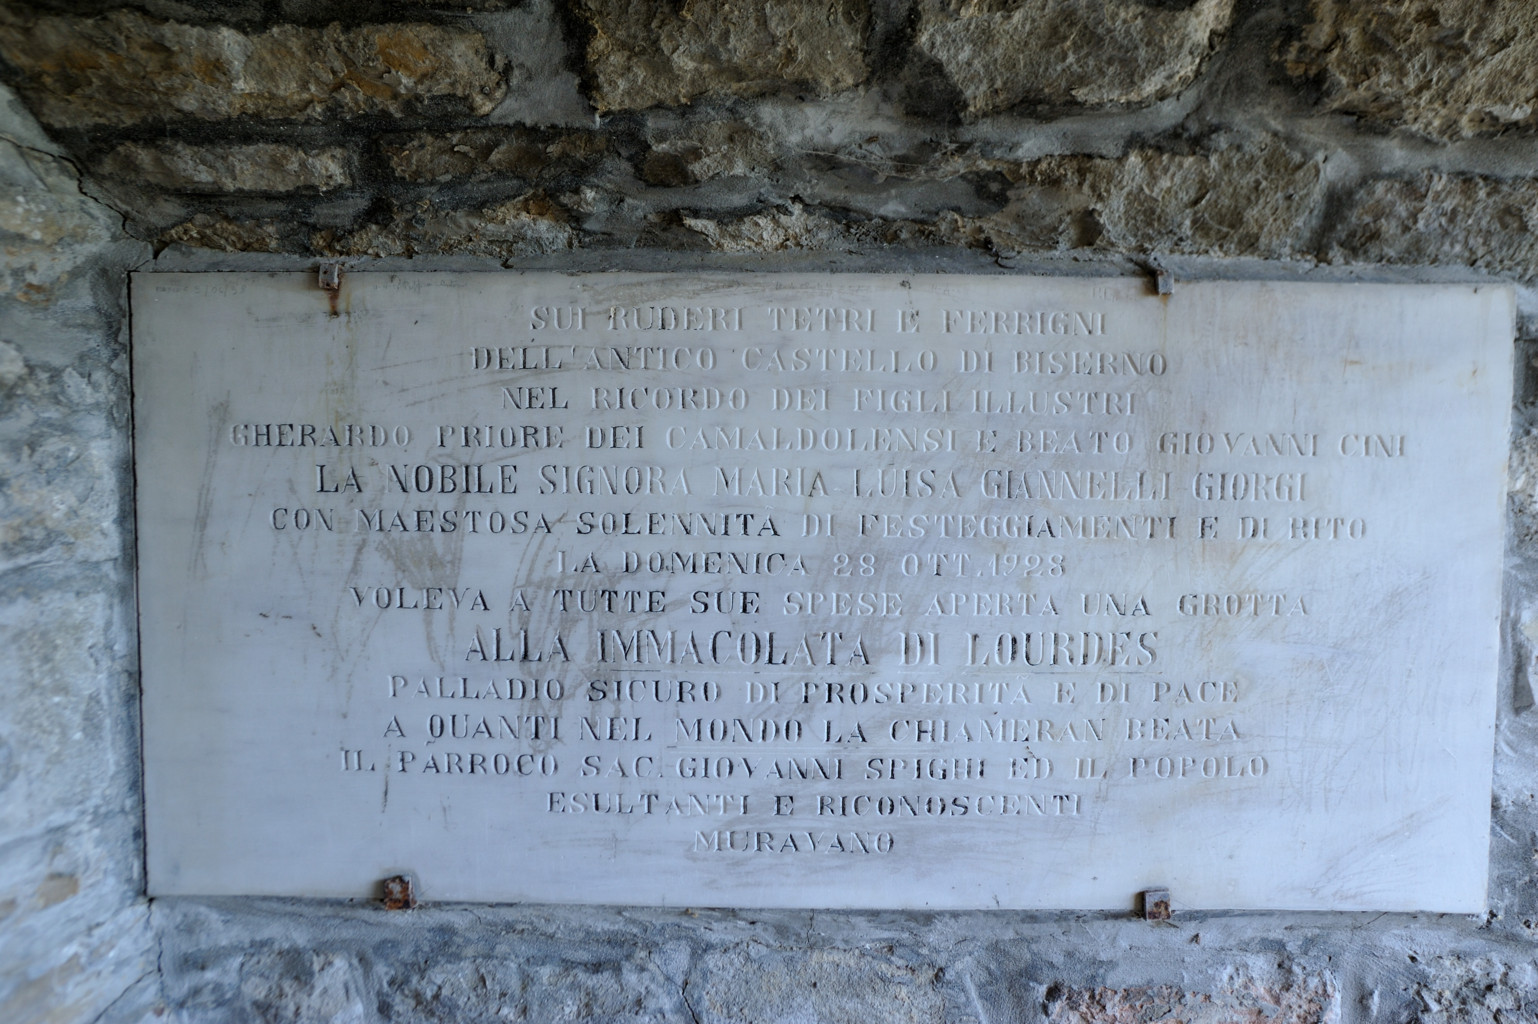 SUI RUDERI TETRI E FERRIGNI
DELL'ANTICO CASTELLO DI BISERNO
NEL RICORDO DEI FIGLI ILLUSTRI
GHERARDO PRIORE DEI CAMALDOLENSI E BEATO GIOVANNI CINI
LA NOBILE SIGNORA MARIA LUISA GIANNELLI GIORGI
CON MAESTOSA SOLENNITÀ DI FESTEGGIAMENTI E DI RITO
LA DOMENICA 28 OTT. 1928
VOLEVA A TUTTE SUE SPESE APERTA UNA GROTTA
ALLA IMMACOLATA DI LOURDES
PALLADIO SICURO DI PROSPERITÀ E DI PACE
A QUANTI NEL MONDO LA CHIAMERAN BEATA
IL PARROCO SAC. GIOVANNI SPIGHI ED IL POPOLO
ESULTANTI E RICONOSCENTI
MURAVANO